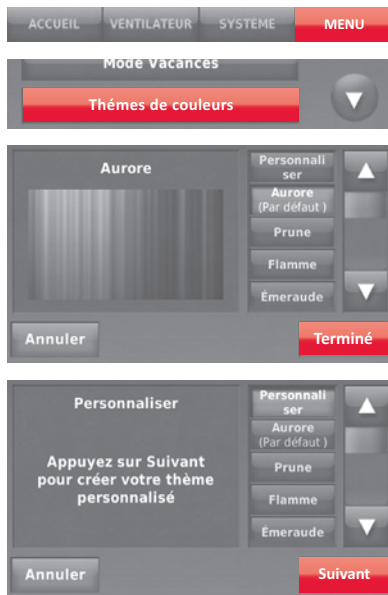 ACCUEIL VENTILATEUR SYSTÈME MENU
Mode Vacances
Thémes de couleurs
Aurore
Personnali
ser
Aurore
(Par défaut )
Prune
Flamme
Émeraude
Annuler
Terminé
Personnaliser
Appuyez sur Suivant
pour créer votre thème
personnalisé
Personnali
ser
Aurore
(Par défaut )
Prune
Flamme
Émeraude
Annuler
Suivant